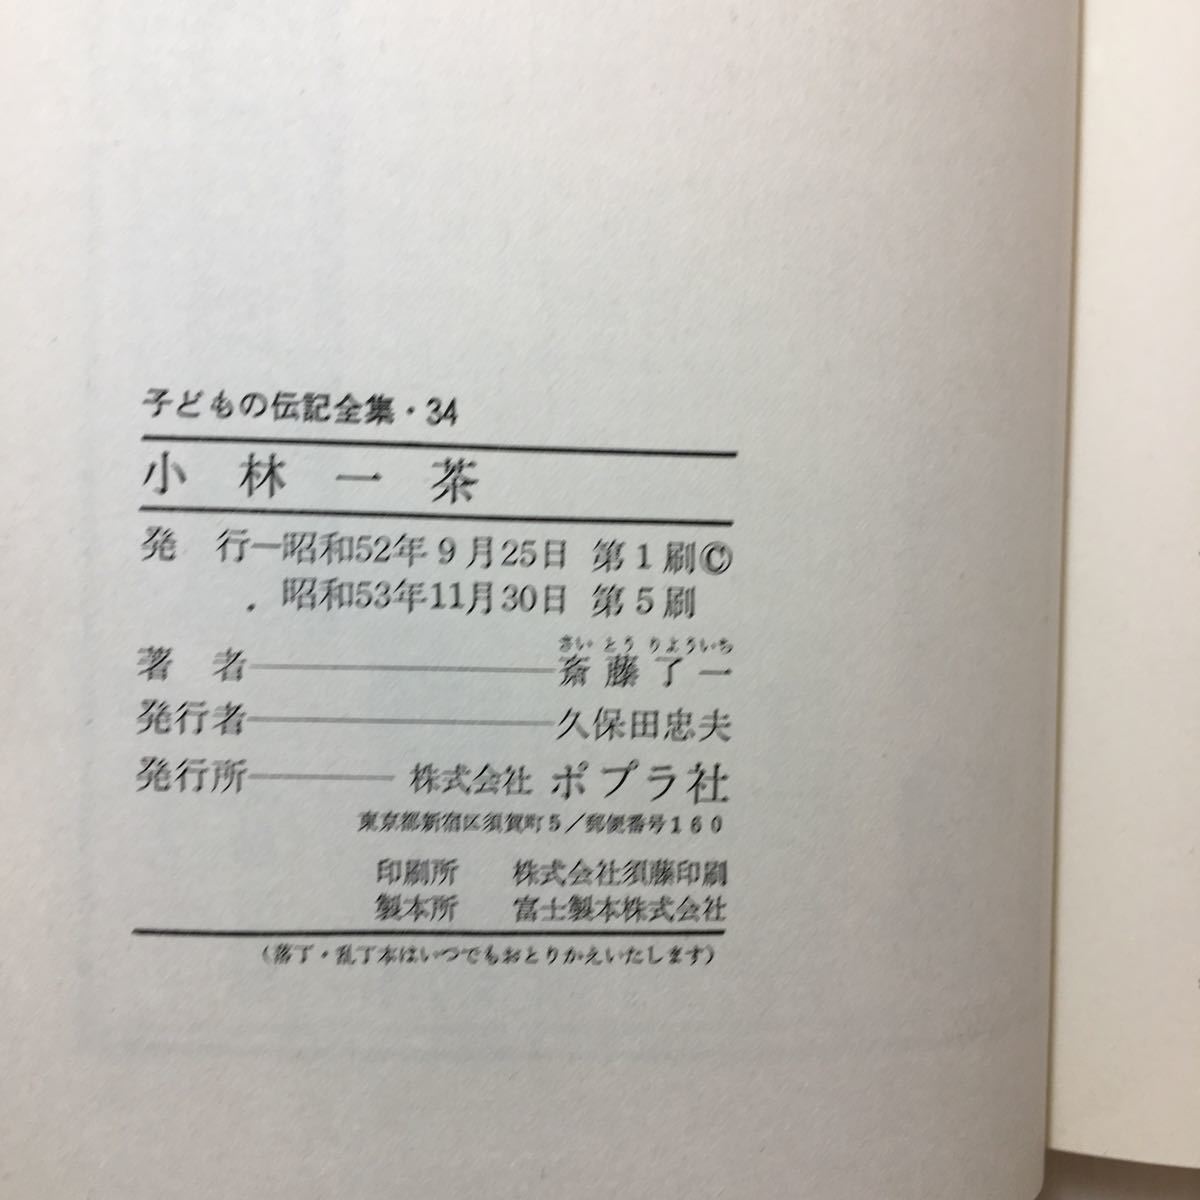 子どもの伝記全集・34
小林一茶
発行—昭和52年9月25日 第1刷©
昭和53年11月30日 第5刷
さいとうりょういち
著者———斎藤了一
発行者———久保田忠夫
発行所———株式会社 ポプラ社
東京都新宿区須賀町5／郵便番号160
印刷所 株式会社須藤印刷
製本所 富士製本株式会社
（落丁・乱丁本はいつでもおとりかえいたします）